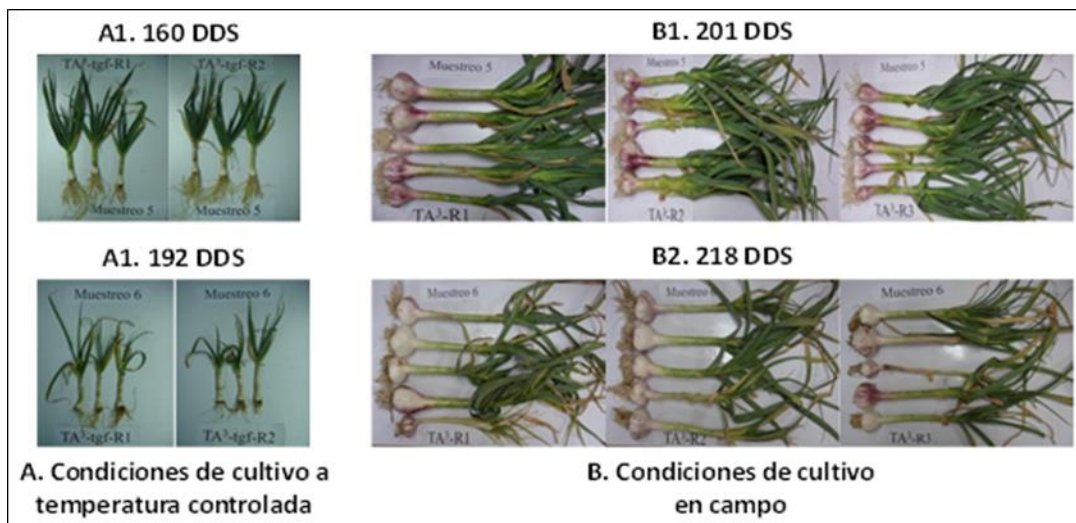 A1. 160 DDS
B1. 201 DDS
TA³-tgf-R1
TA³-tgf-R2
Muestreo 5
Muestreo 5
Muestreo 5
Muestreo 5
Muestreo 5
TA³-R1
TA³-R2
TA³-R3
A1. 192 DDS
B2. 218 DDS
Muestreo 6
Muestreo 6
Muestreo 6
Muestreo 6
Muestreo 6
TA³-tgf-R1
TA³-tgf-R2
TA³-R1
TA³-R2
TA³-R3
A. Condiciones de cultivo a
temperatura controlada
B. Condiciones de cultivo
en campo